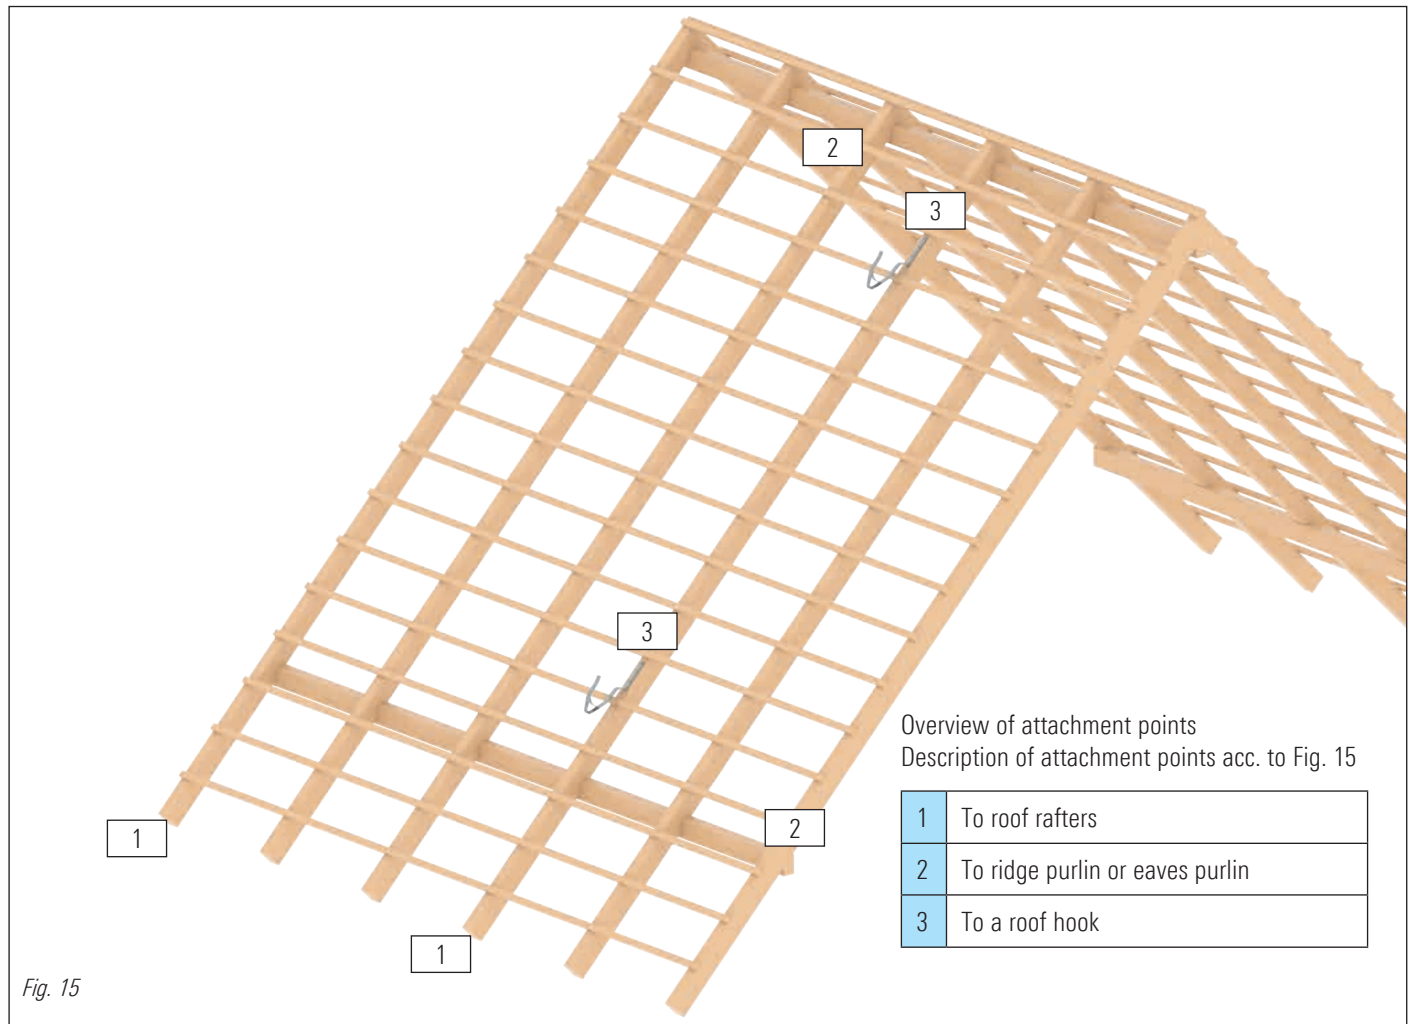 2
3
3
Overview of attachment points
Description of attachment points acc. to Fig. 15
1 To roof rafters
2 To ridge purlin or eaves purlin
3 To a roof hook
2
1
1
Fig. 15